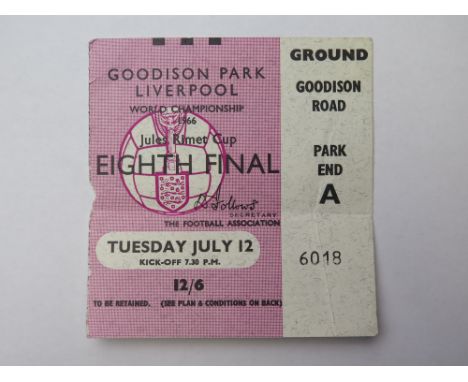 GOODISON PARK
LIVERPOOL
WORLD CHAMPIONSHIP
1966
Jules Rimet Cup
EIGHTH FINAL
D Follows
SECRETARY
THE FOOTBALL ASSOCIATION
TUESDAY JULY 12
KICK-OFF 7.30 P.M.
12/6
TO BE RETAINED. (SEE PLAN & CONDITIONS ON BACK)
GROUND
GOODISON
ROAD
PARK
END
A
6018